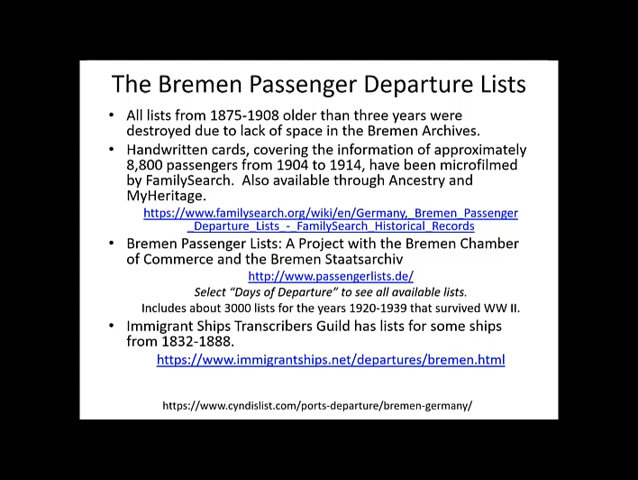 The Bremen Passenger Departure Lists
• All lists from 1875-1908 older than three years were
destroyed due to lack of space in the Bremen Archives.
• Handwritten cards, covering the information of approximately
8,800 passengers from 1904 to 1914, have been microfilmed
by FamilySearch. Also available through Ancestry and
MyHeritage.
https://www.familysearch.org/wiki/en/Germany,_Bremen_Passenger
_Departure_Lists_-_FamilySearch_Historical_Records
• Bremen Passenger Lists: A Project with the Bremen Chamber
of Commerce and the Bremen Staatsarchiv
http://www.passengerlists.de/
Select “Days of Departure” to see all available lists.
Includes about 3000 lists for the years 1920-1939 that survived WW II.
• Immigrant Ships Transcribers Guild has lists for some ships
from 1832-1888.
https://www.immigrantships.net/departures/bremen.html
https://www.cyndislist.com/ports-departure/bremen-germany/